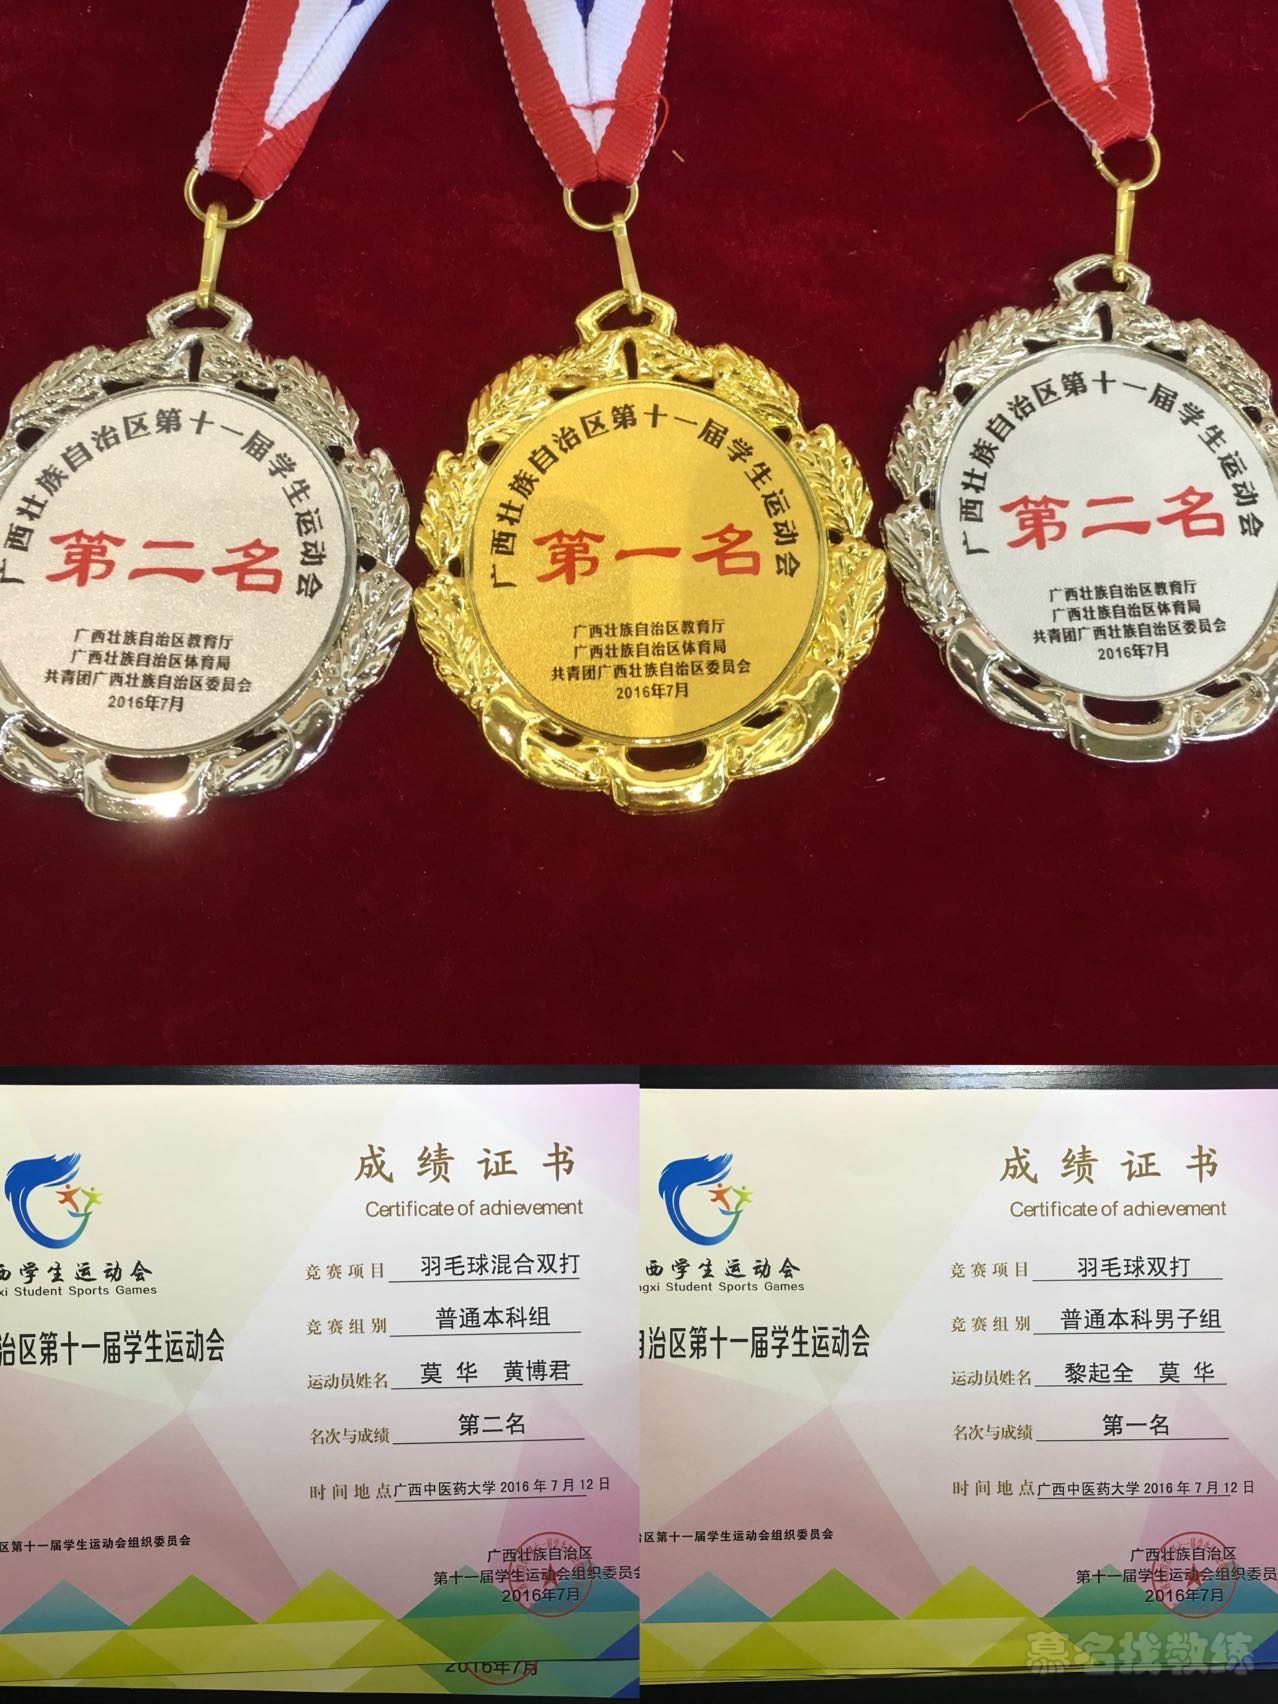 广西壮族自治区第十一届学生运动会
第二名
广西壮族自治区教育厅
广西壮族自治区体育局
共青团广西壮族自治区委员会
2016年7月
广西壮族自治区第十一届学生运动会
第一名
广西壮族自治区教育厅
广西壮族自治区体育局
共青团广西壮族自治区委员会
2016年7月
广西壮族自治区第十一届学生运动会
第二名
广西壮族自治区教育厅
广西壮族自治区体育局
共青团广西壮族自治区委员会
2016年7月
西学生运动会
xi Student Sports Games
治区第十一届学生运动会
成绩证书
Certificate of achievement
竞赛项目 羽毛球混合双打
竞赛组别 普通本科组
运动员姓名 莫 华 黄博君
名次与成绩 第二名
时间地点 广西中医药大学 2016 年 7 月 12 日
区第十一届学生运动会组织委员会
广西壮族自治区
第十一届学生运动会组织委员会
2016年7月
2016年7月
西学生运动会
ngxi Student Sports Games
自治区第十一届学生运动会
成绩证书
Certificate of achievement
竞赛项目 羽毛球双打
竞赛组别 普通本科男子组
运动员姓名 黎起全 莫 华
名次与成绩 第一名
时间地点 广西中医药大学 2016 年 7 月 12 日
区第十一届学生运动会组织委员会
广西壮族自治区
第十一届学生运动会组织委员
2016年7月
慕名找教练